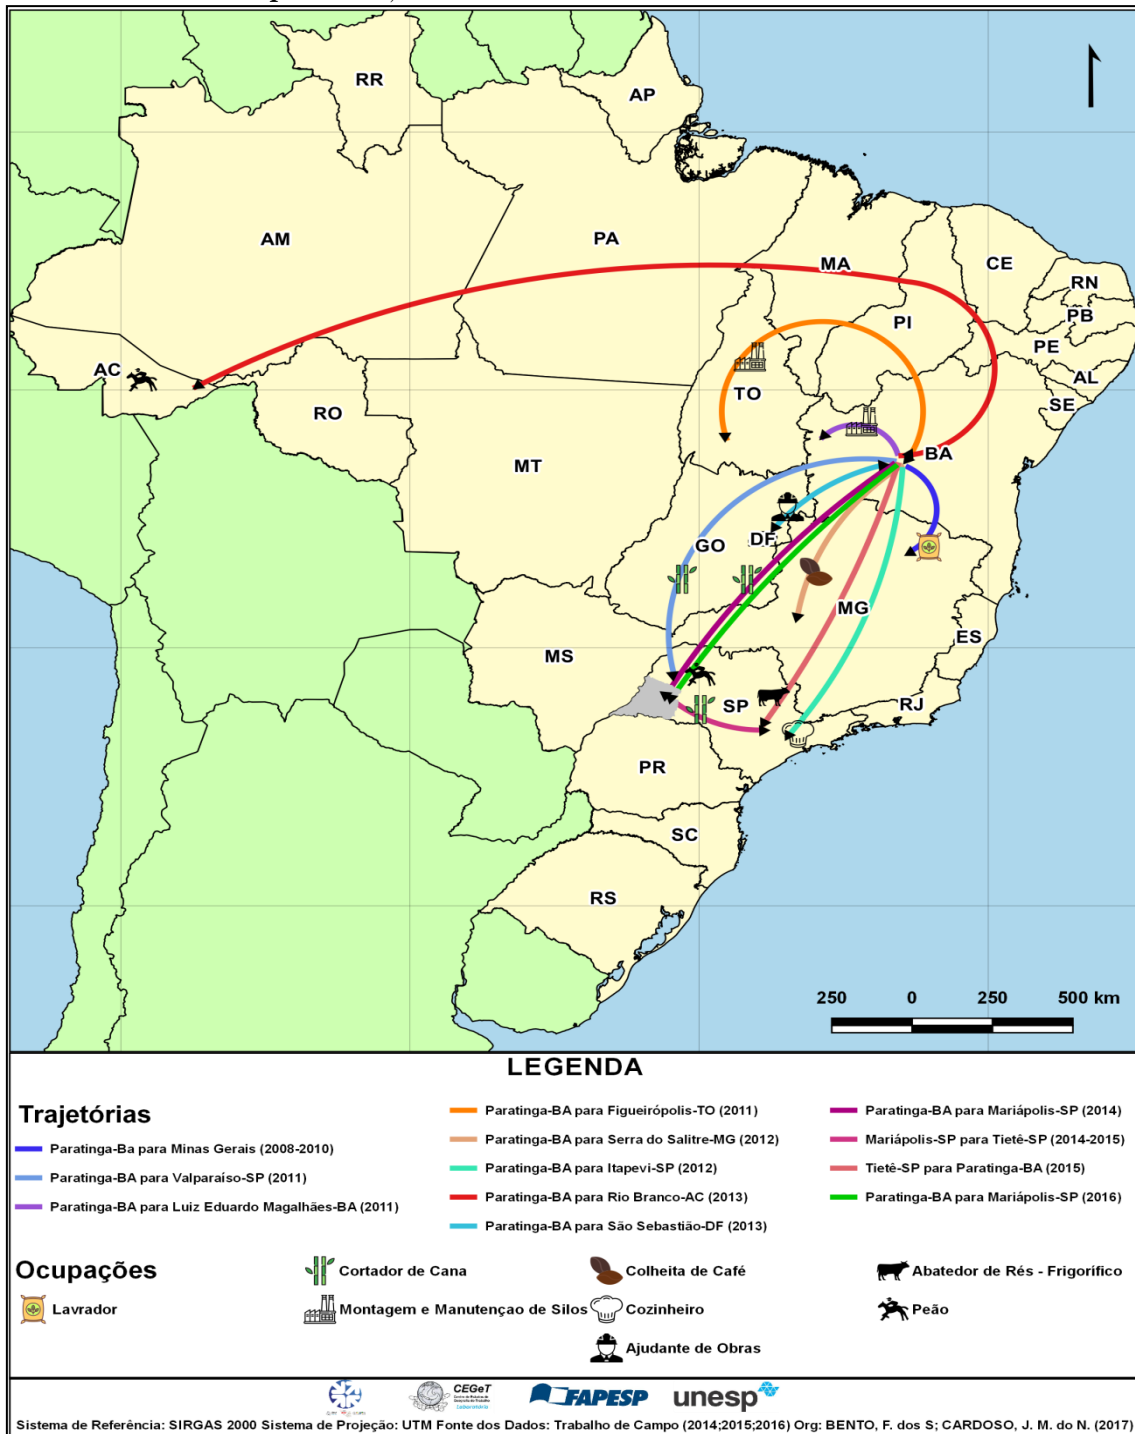 RR
AP
AM
PA
MA
CE
RN
PB
PI
PE
AL
SE
AC
TO
RO
BA
MT
GO
DF
MG
ES
MS
SP
RJ
PR
SC
RS
250 0 250 500 km
LEGENDA
Trajetórias
Paratinga-Ba para Minas Gerais (2008-2010)
Paratinga-BA para Valparaíso-SP (2011)
Paratinga-BA para Luiz Eduardo Magalhães-BA (2011)
Paratinga-BA para Figueirópolis-TO (2011)
Paratinga-BA para Serra do Salitre-MG (2012)
Paratinga-BA para Itapevi-SP (2012)
Paratinga-BA para Rio Branco-AC (2013)
Paratinga-BA para São Sebastião-DF (2013)
Paratinga-BA para Mariápolis-SP (2014)
Mariápolis-SP para Tietê-SP (2014-2015)
Tietê-SP para Paratinga-BA (2015)
Paratinga-BA para Mariápolis-SP (2016)
Ocupações
Lavrador
Cortador de Cana
Montagem e Manutençao de Silos
Colheita de Café
Cozinheiro
Ajudante de Obras
Abatedor de Rés - Frigorífico
Peão
CEGeT
FAPESP
unesp
Sistema de Referência: SIRGAS 2000 Sistema de Projeção: UTM Fonte dos Dados: Trabalho de Campo (2014;2015;2016) Org: BENTO, F. dos S; CARDOSO, J. M. do N. (2017)